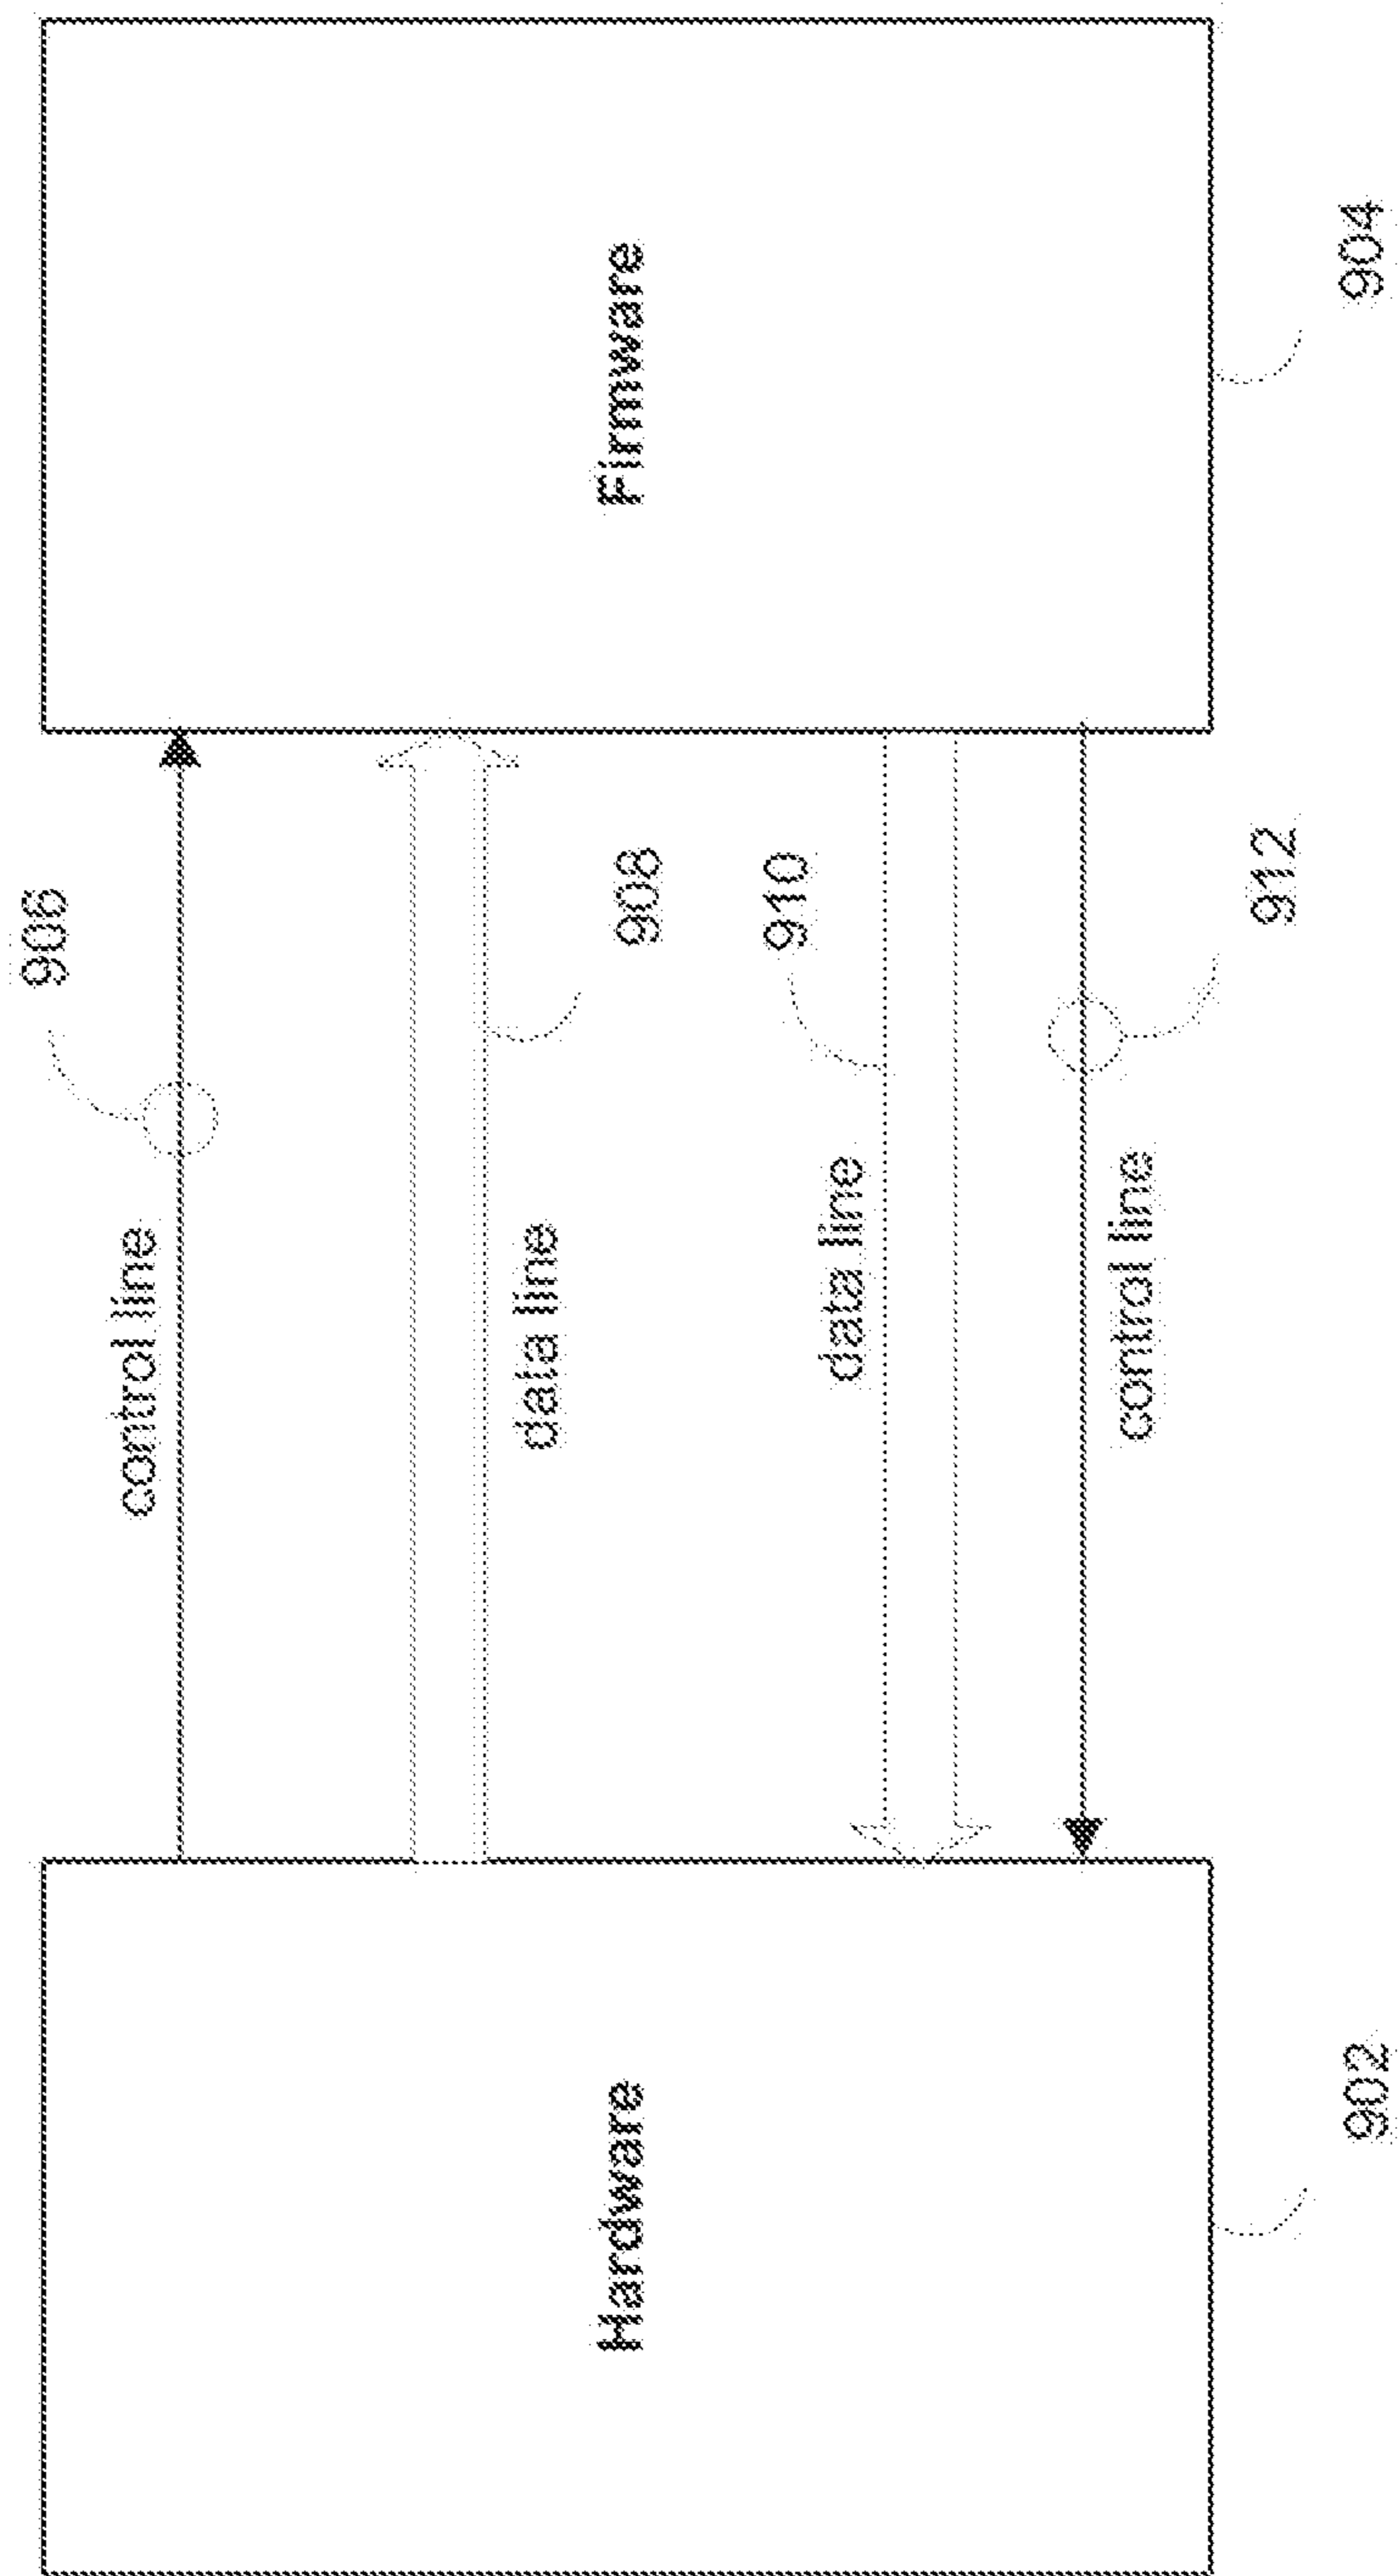 906
control line
Hardware
Firmware
data line
908
910
data line
912
control line
902
904